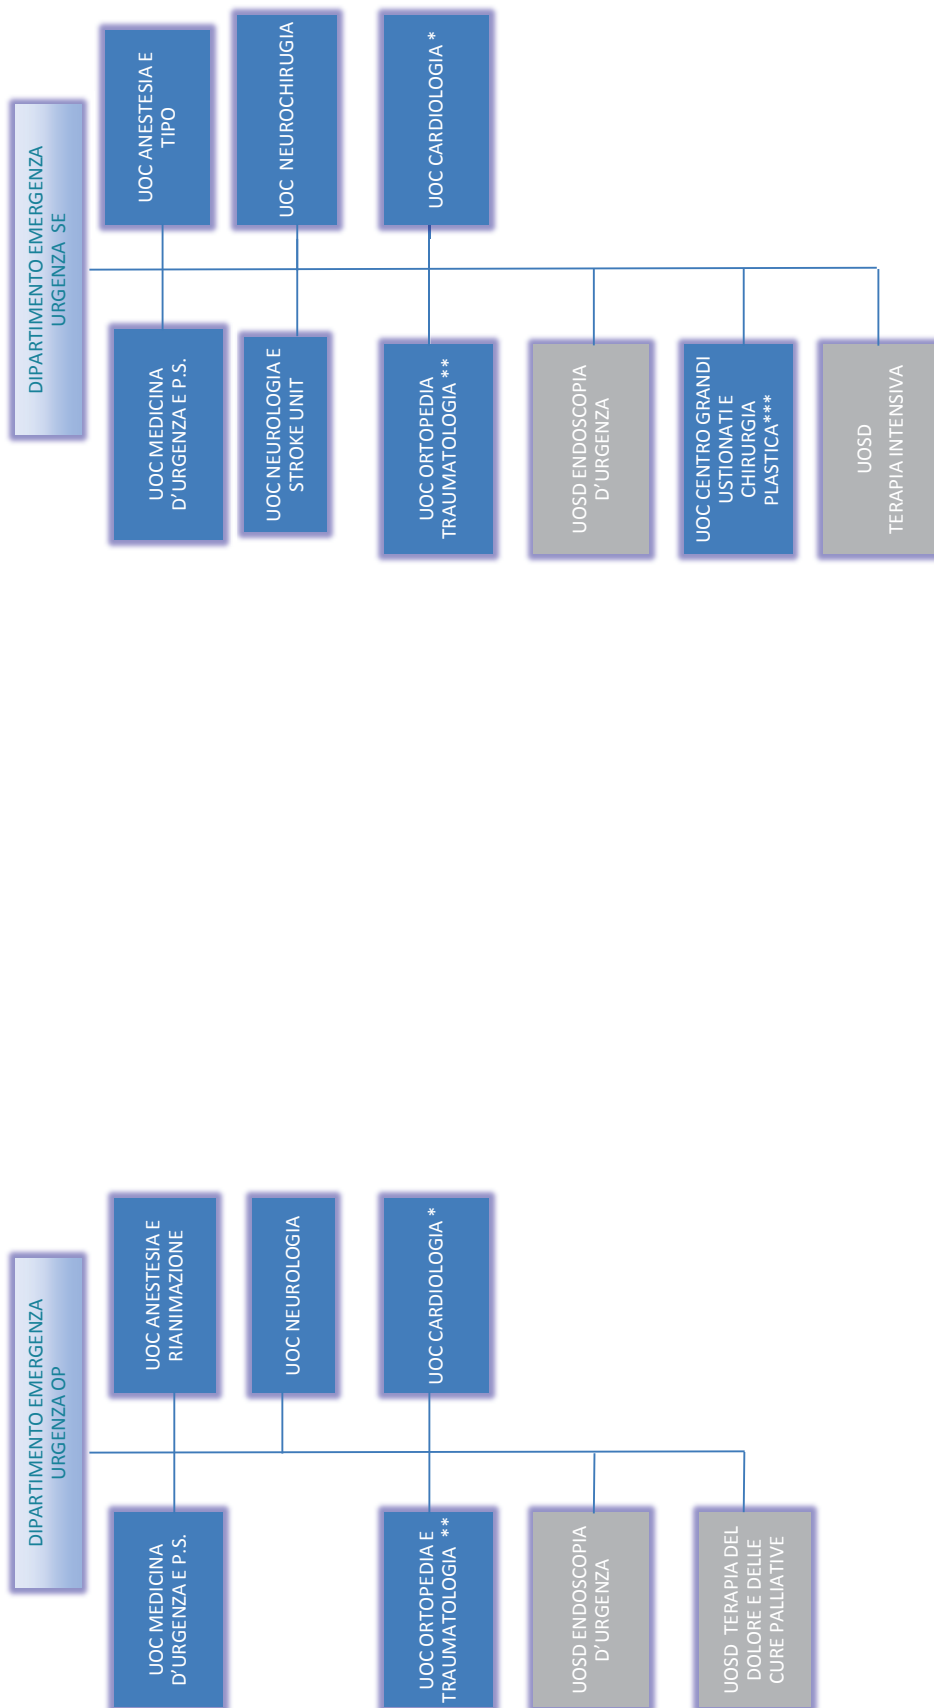 DIPARTIMENTO EMERGENZA
URGENZA OP
UOC MEDICINA
D'URGENZA E P.S.
UOC ANESTESIA E
RIANIMAZIONE
UOC NEUROLOGIA
UOC ORTOPEDIA E
TRAUMATOLOGIA **
UOC CARDIOLOGIA *
UOSD ENDOSCOPIA
D'URGENZA
UOSD TERAPIA DEL
DOLORE E DELLE
CURE PALLIATIVE
DIPARTIMENTO EMERGENZA
URGENZA SE
UOC MEDICINA
D'URGENZA E P.S.
UOC ANESTESIA E
TIPO
UOC NEUROLOGIA E
STROKE UNIT
UOC NEUROCHIRUGIA
UOC ORTOPEDIA
TRAUMATOLOGIA **
UOC CARDIOLOGIA *
UOSD ENDOSCOPIA
D'URGENZA
UOC CENTRO GRANDI
USTIONATI E
CHIRURGIA
PLASTICA***
UOSD
TERAPIA INTENSIVA